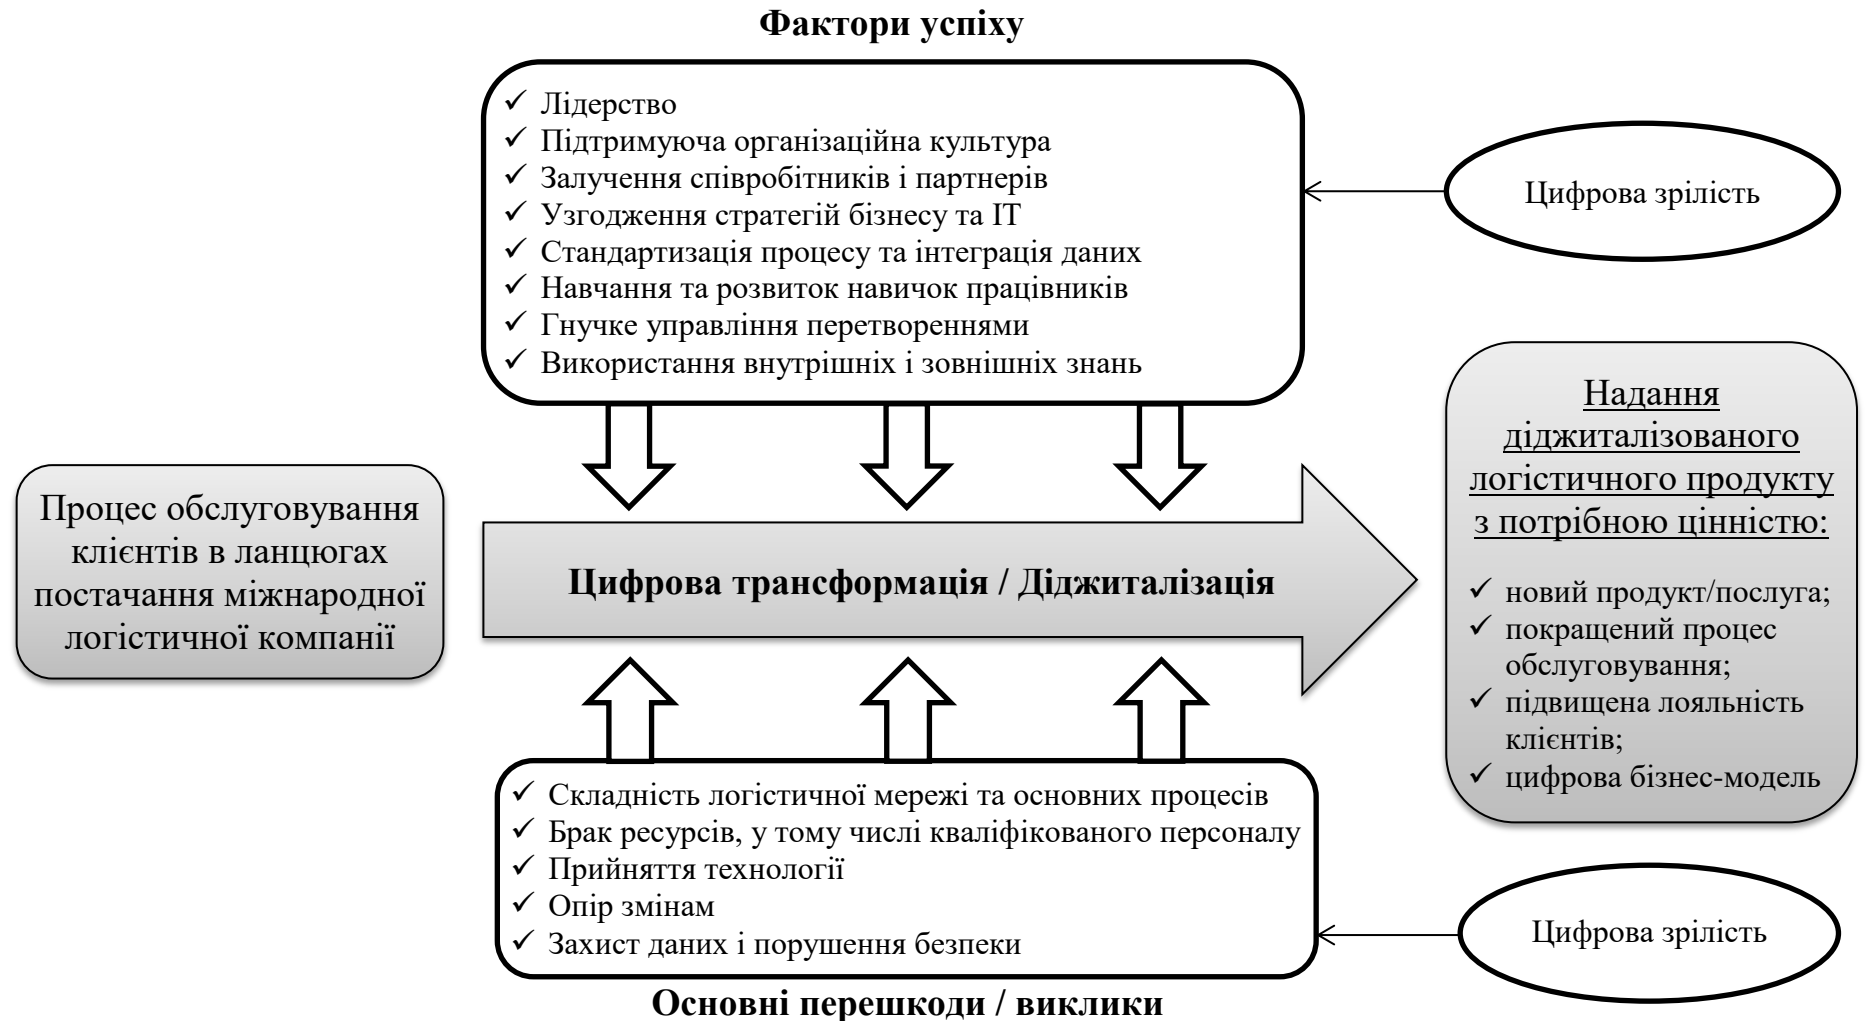 Фактори успіху
✓ Лідерство
✓ Підтримуюча організаційна культура
✓ Залучення співробітників і партнерів
✓ Узгодження стратегій бізнесу та ІТ
✓ Стандартизація процесу та інтеграція даних
✓ Навчання та розвиток навичок працівників
✓ Гнучке управління перетвореннями
✓ Використання внутрішніх і зовнішніх знань
Цифрова зрілість
Процес обслуговування
клієнтів в ланцюгах
постачання міжнародної
логістичної компанії
Цифрова трансформація / Діджиталізація
Надання
діджиталізованого
логістичного продукту
з потрібною цінністю:
✓ новий продукт/послуга;
✓ покращений процес
обслуговування;
✓ підвищена лояльність
клієнтів;
✓ цифрова бізнес-модель
✓ Складність логістичної мережі та основних процесів
✓ Брак ресурсів, у тому числі кваліфікованого персоналу
✓ Прийняття технології
✓ Опір змінам
✓ Захист даних і порушення безпеки
Цифрова зрілість
Основні перешкоди / виклики